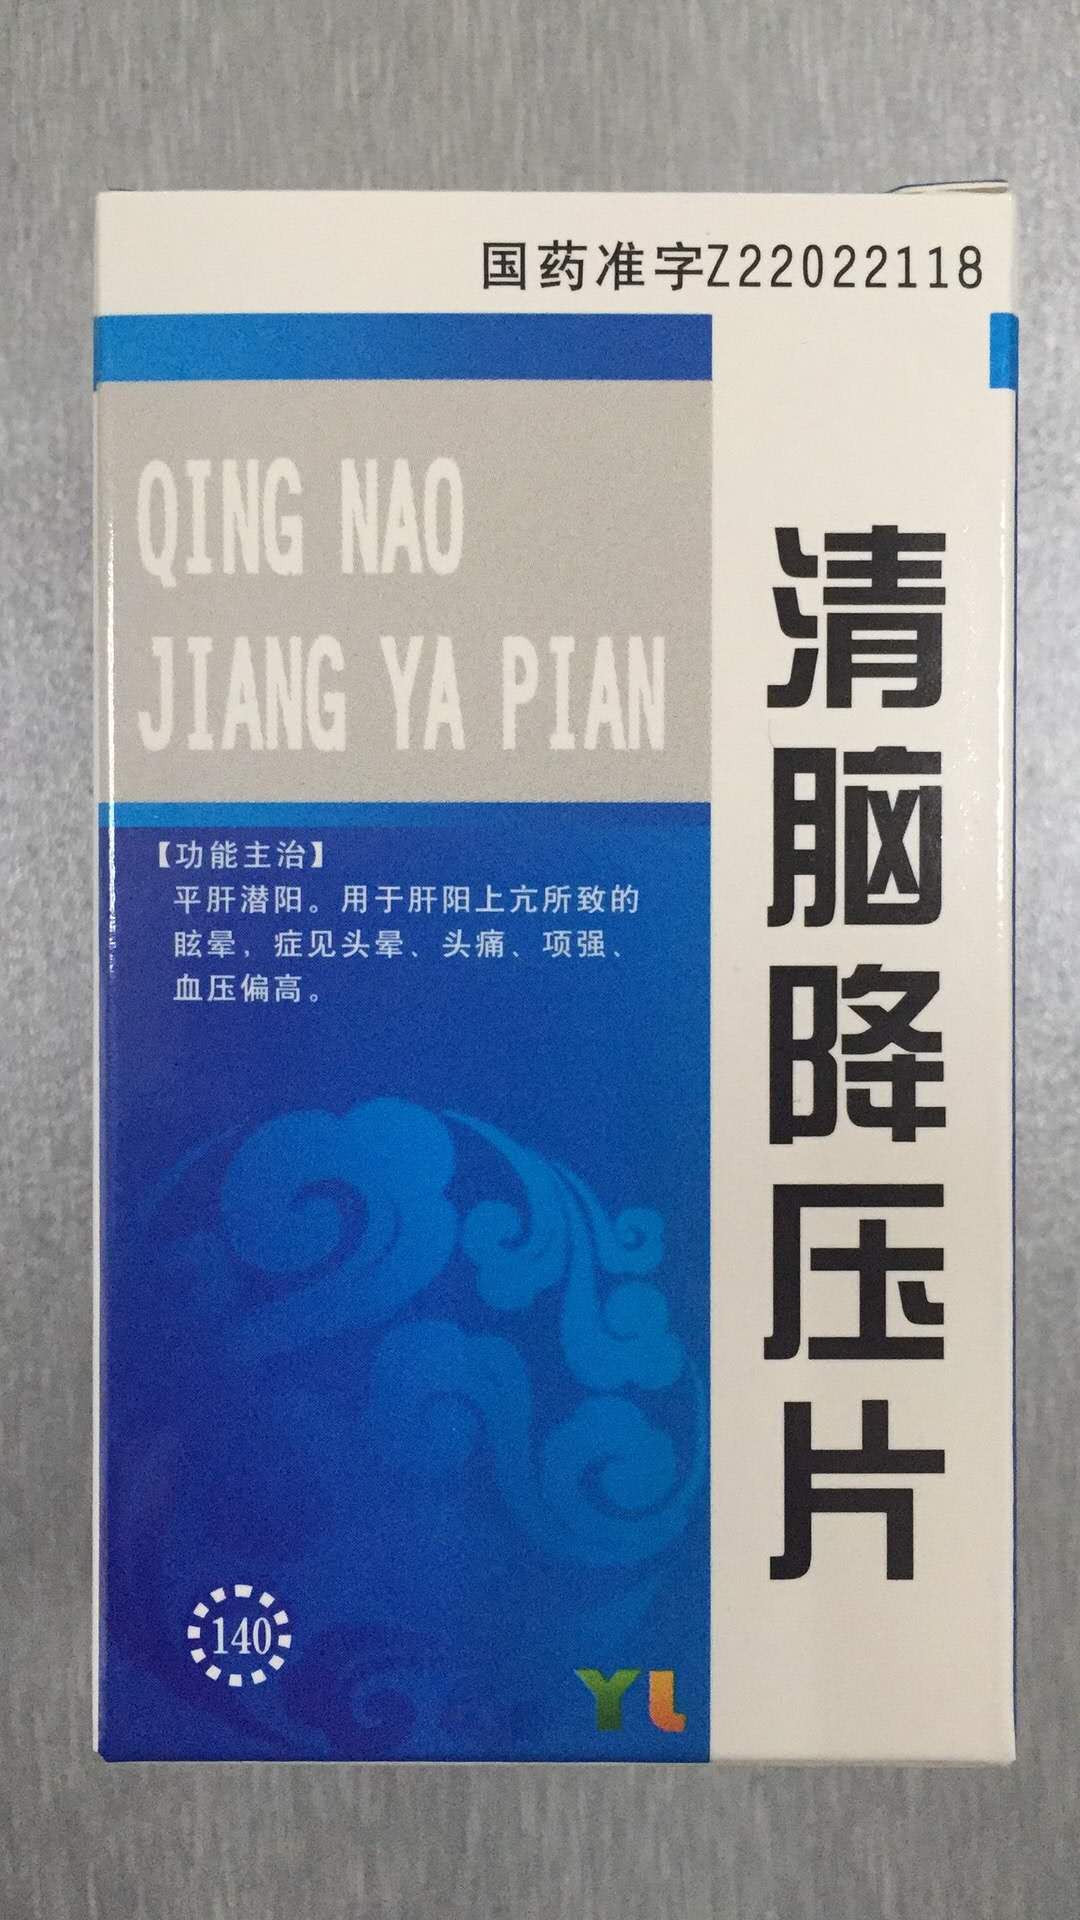 国药准字Z22022118
QING NAO
JIANG YA PIAN
清脑降压片
【功能主治】
平肝潜阳。用于肝阳上亢所致的
眩晕，症见头晕、头痛、项强、
血压偏高。
140
YL